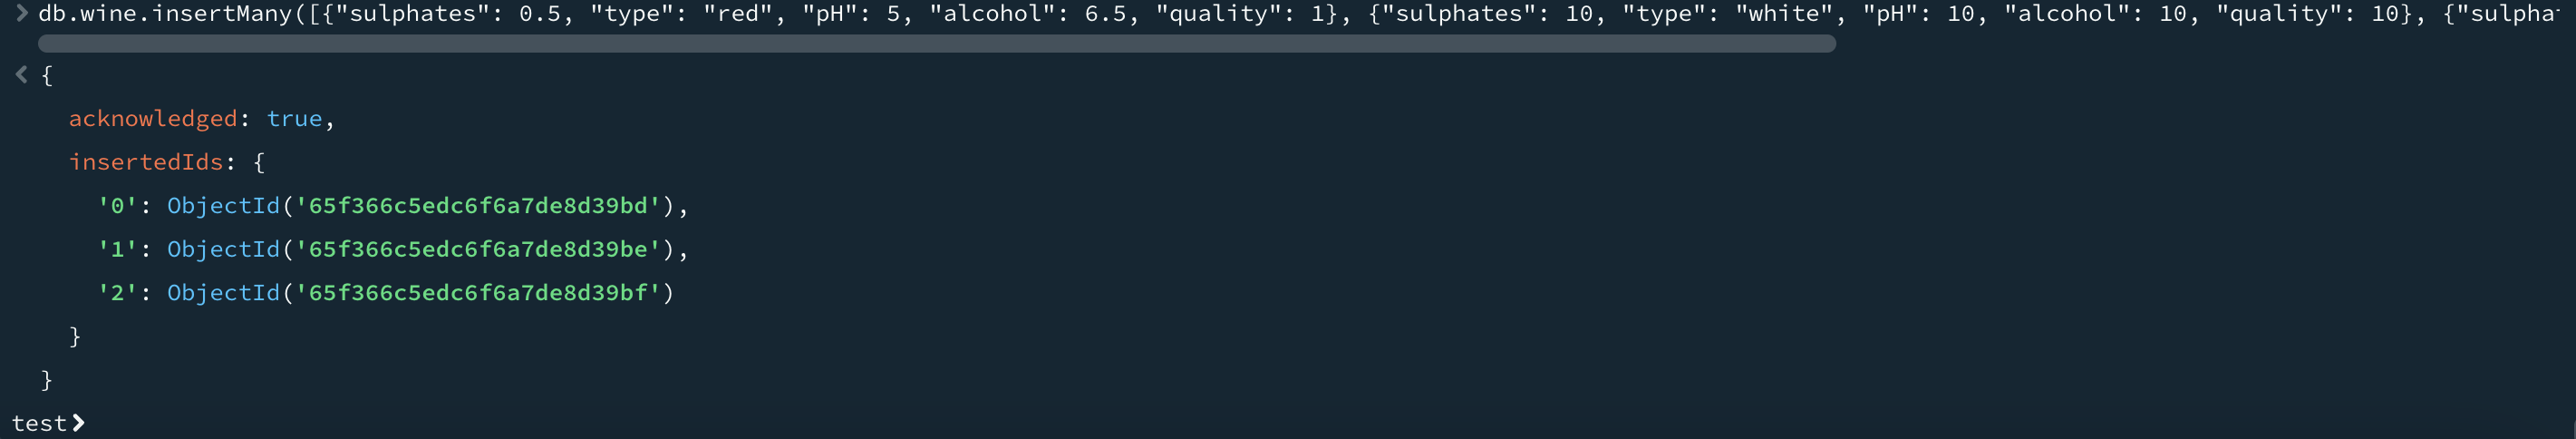 > db.wine.insertMany([{"sulphates": 0.5, "type": "red", "pH": 5, "alcohol": 6.5, "quality": 1}, {"sulphates": 10, "type": "white", "pH": 10, "alcohol": 10, "quality": 10}, {"sulpha
< {
acknowledged: true,
insertedIds: {
'0': ObjectId('65f366c5edc6f6a7de8d39bd'),
'1': ObjectId('65f366c5edc6f6a7de8d39be'),
'2': ObjectId('65f366c5edc6f6a7de8d39bf')
}
}
test>